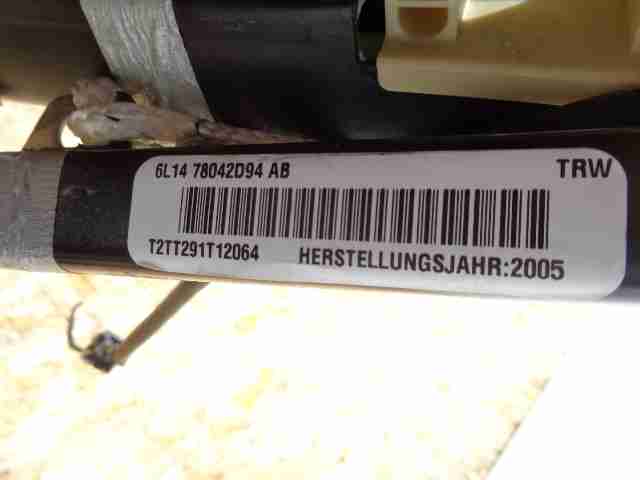 6L14 78042D94 AB TRW
T2TT291T12064 HERSTELLUNGSJAHR:2005